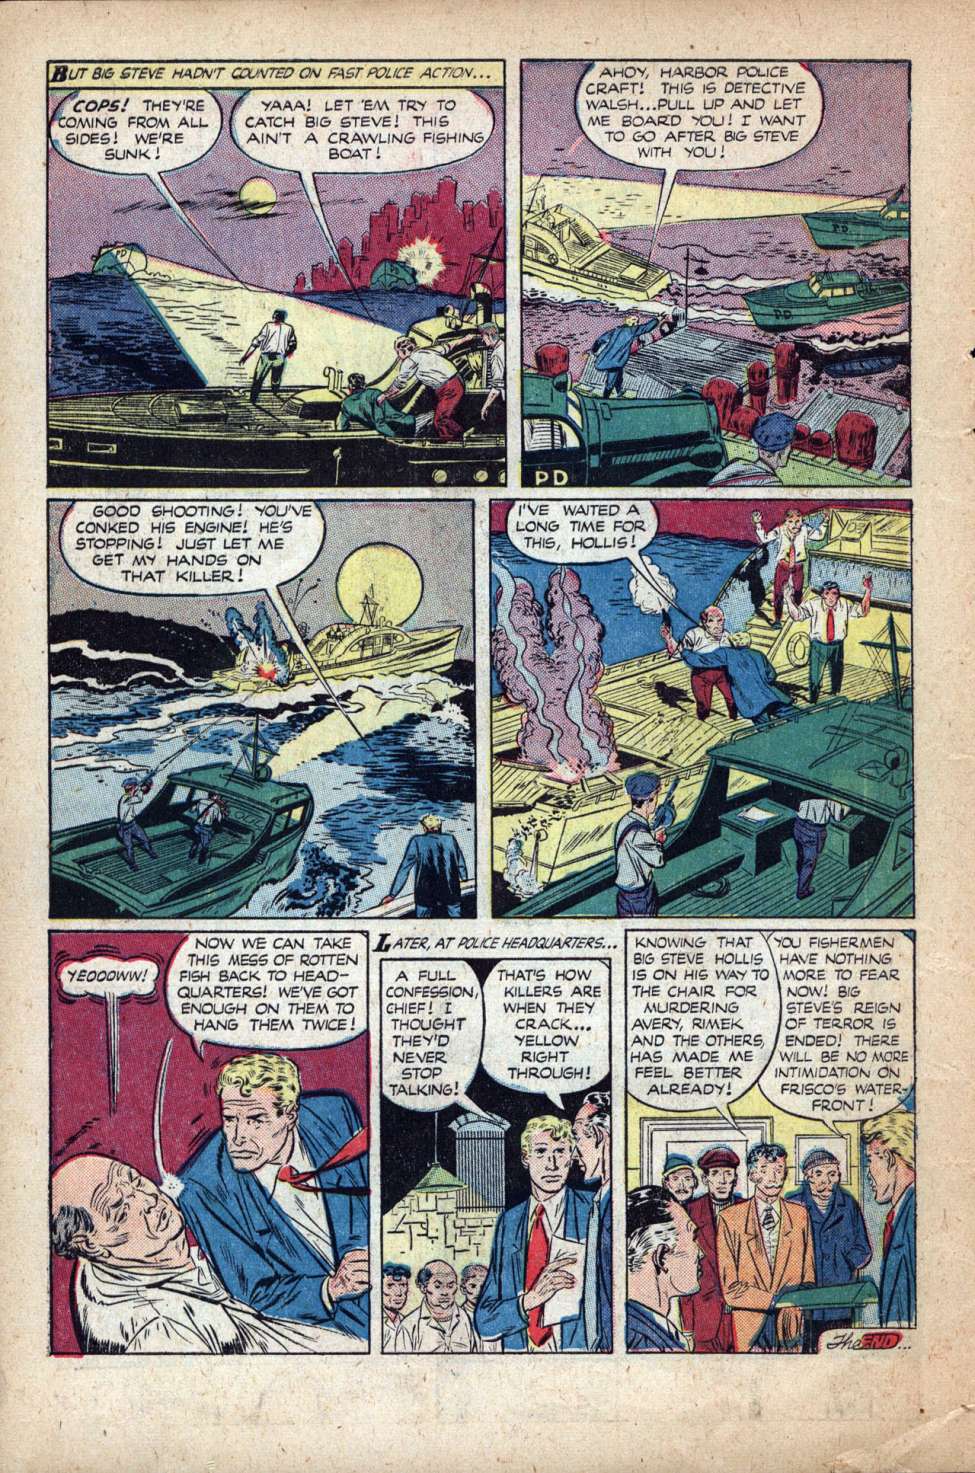 BUT BIG STEVE HADN'T COUNTED ON FAST POLICE ACTION...
COPS! THEY'RE
COMING FROM ALL
SIDES! WE'RE
SUNK!
YAAA! LET 'EM TRY TO
CATCH BIG STEVE! THIS
AIN'T A CRAWLING FISHING
BOAT!
PD
PD
AHOY, HARBOR POLICE
CRAFT! THIS IS DETECTIVE
WALSH...PULL UP AND LET
ME BOARD YOU! I WANT
TO GO AFTER BIG STEVE
WITH YOU!
PD
PD
PD
GOOD SHOOTING! YOU'VE
CONKED HIS ENGINE! HE'S
STOPPING! JUST LET ME
GET MY HANDS ON
THAT KILLER!
I'VE WAITED A
LONG TIME FOR
THIS, HOLLIS!
YEOOOWW!
NOW WE CAN TAKE
THIS MESS OF ROTTEN
FISH BACK TO HEAD-
QUARTERS! WE'VE GOT
ENOUGH ON THEM TO
HANG THEM TWICE!
LATER, AT POLICE HEADQUARTERS...
A FULL
CONFESSION,
CHIEF! I
THOUGHT
THEY'D
NEVER
STOP
TALKING!
THAT'S HOW
KILLERS ARE
WHEN THEY
CRACK...
YELLOW
RIGHT
THROUGH!
KNOWING THAT
BIG STEVE HOLLIS
IS ON HIS WAY TO
THE CHAIR FOR
MURDERING
AVERY, RIMEK
AND THE OTHERS,
HAS MADE ME
FEEL BETTER
ALREADY!
YOU FISHERMEN
HAVE NOTHING
MORE TO FEAR
NOW! BIG
STEVE'S REIGN
OF TERROR IS
ENDED! THERE
WILL BE NO MORE
INTIMIDATION ON
FRISCO'S WATER-
FRONT!
The END...